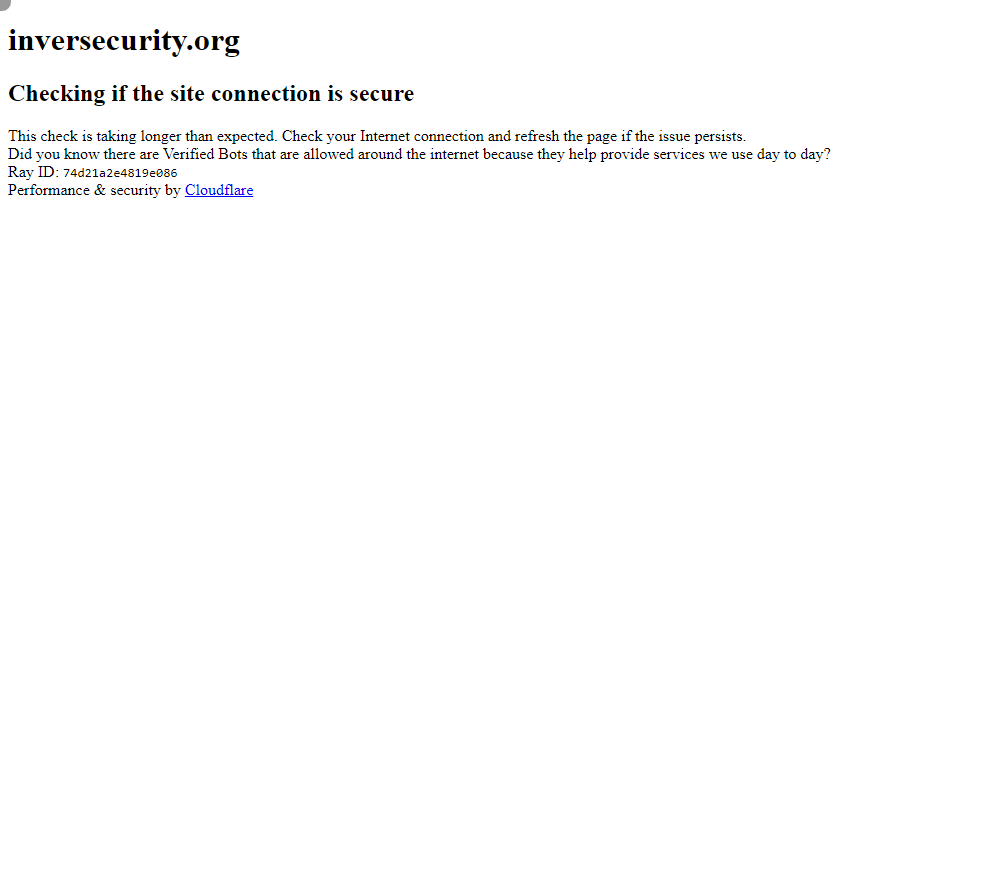 inversecurity.org
Checking if the site connection is secure
This check is taking longer than expected. Check your Internet connection and refresh the page if the issue persists.
Did you know there are Verified Bots that are allowed around the internet because they help provide services we use day to day?
Ray ID: 74d21a2e4819e086
Performance & security by Cloudflare